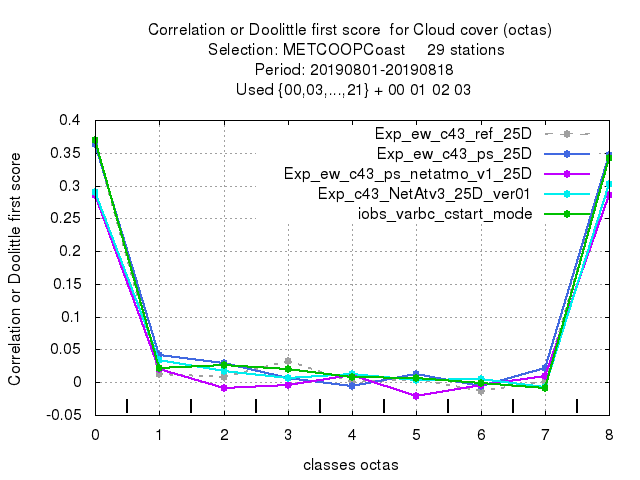 Correlation or Doolittle first score  for Cloud cover (octas)
Selection: METCOOPCoast     29 stations
Period: 20190801-20190818
Used {00,03,...,21} + 00 01 02 03
Correlation or Doolittle first score
0.4
0.35
0.3
0.25
0.2
0.15
0.1
0.05
0
-0.05
Exp_ew_c43_ref_25D
Exp_ew_c43_ps_25D
Exp_ew_c43_ps_netatmo_v1_25D
Exp_c43_NetAtv3_25D_ver01
iobs_varbc_cstart_mode
0 1 2 3 4 5 6 7 8
classes octas